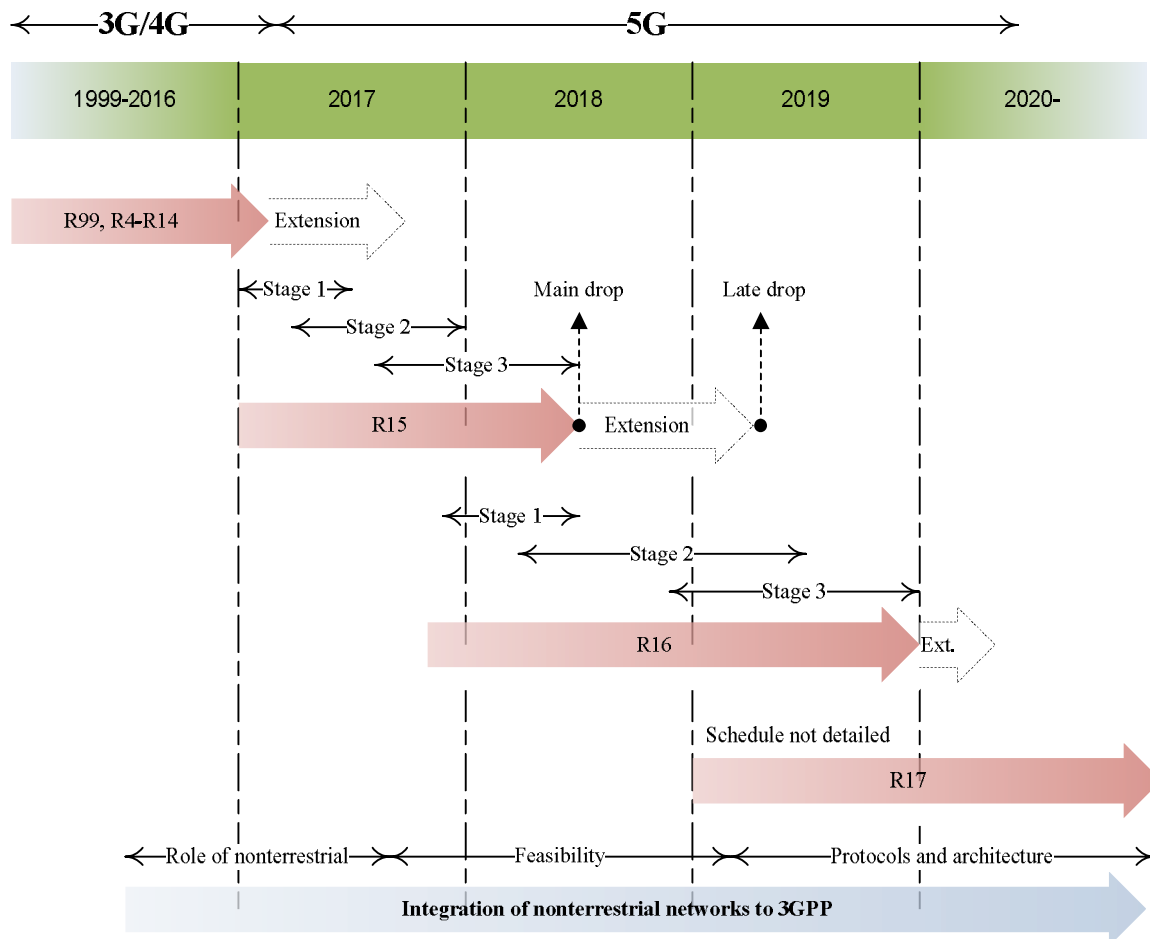 3G/4G 5G
1999-2016 2017 2018 2019 2020-
R99, R4-R14 Extension
Stage 1 Main drop Late drop
Stage 2
Stage 3
R15 Extension
Stage 1
Stage 2
Stage 3
R16 Ext.
Schedule not detailed
R17
Role of nonterrestrial Feasibility Protocols and architecture
Integration of nonterrestrial networks to 3GPP